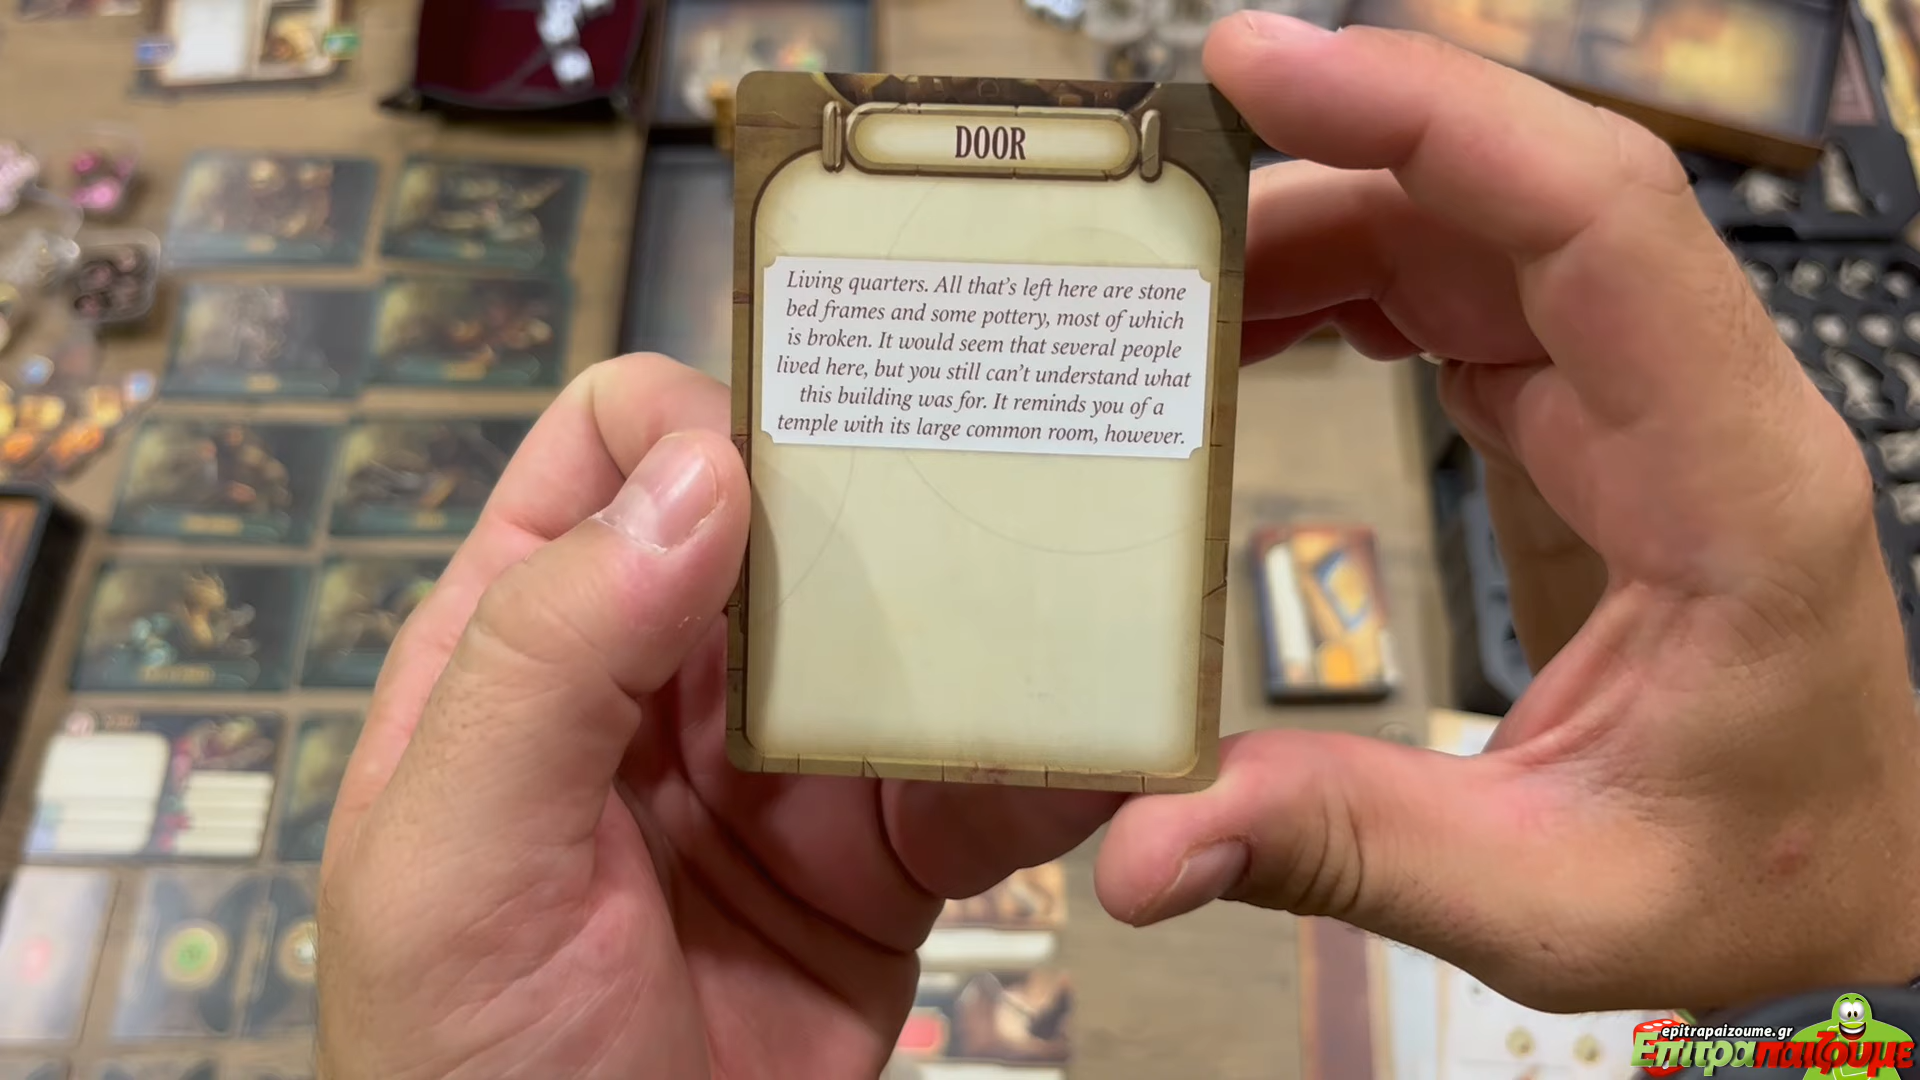 DOOR
Living quarters. All that's left here are stone
bed frames and some pottery, most of which
is broken. It would seem that several people
lived here, but you still can't understand what
this building was for. It reminds you of a
temple with its large common room, however.
epitrapaizoume.gr
Επιτραπαίζουμε